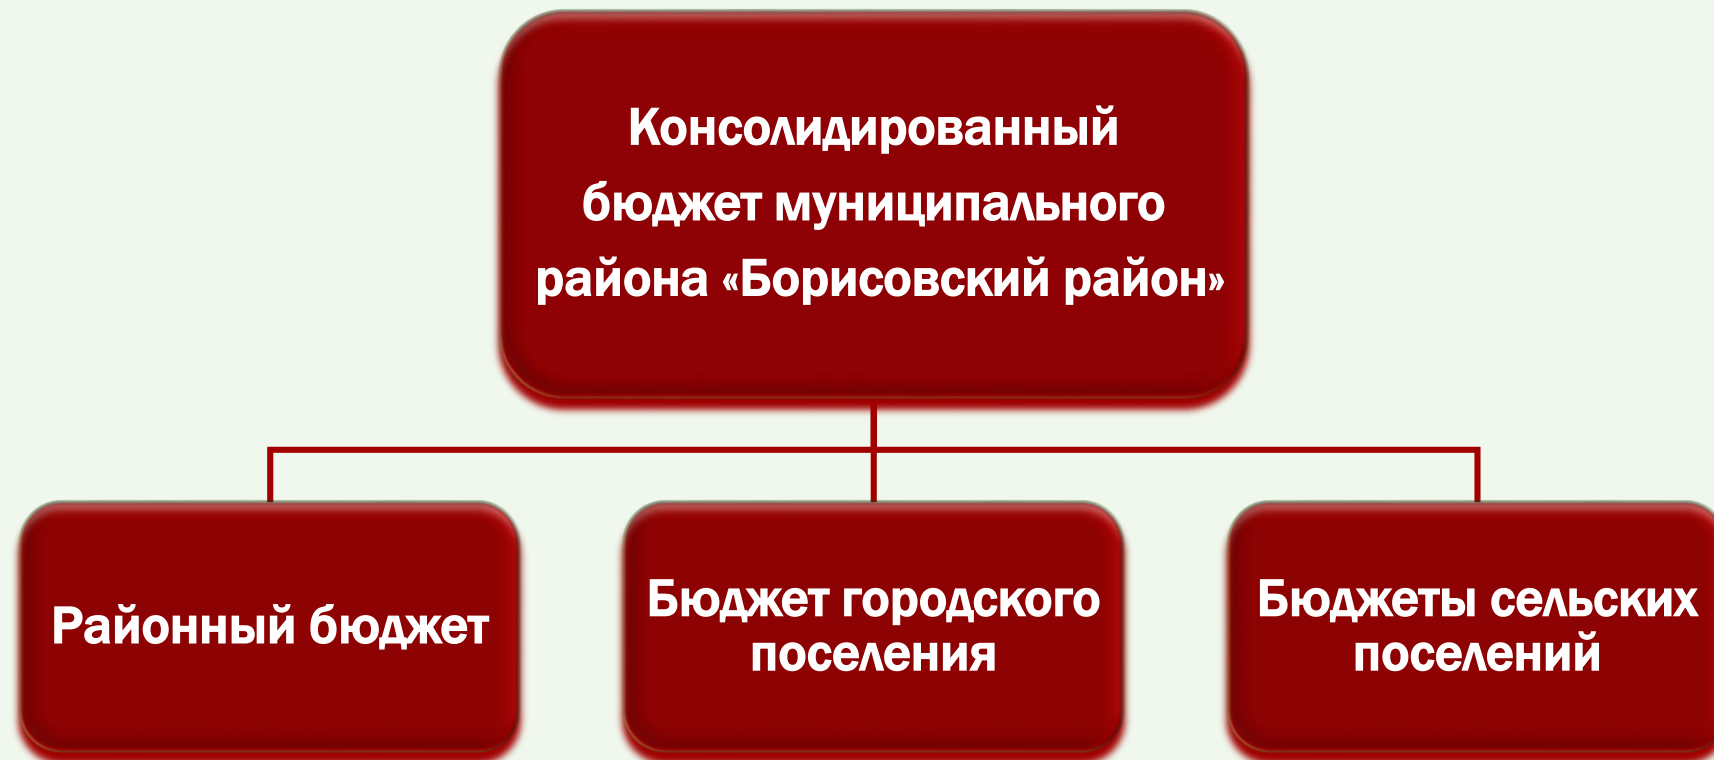 Консолидированный
бюджет муниципального
района «Борисовский район»
Районный бюджет
Бюджет городского
поселения
Бюджеты сельских
поселений